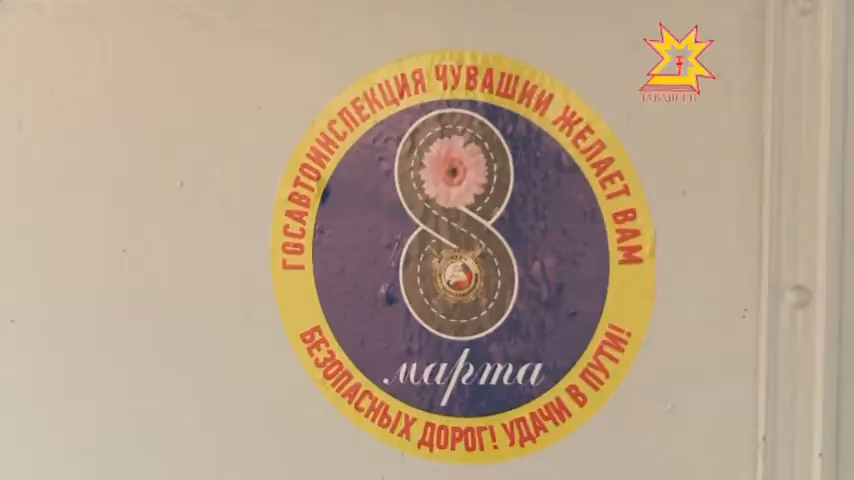 ГОСАВТОИНСПЕКЦИЯ ЧУВАШИИ ЖЕЛАЕТ ВАМ
8
марта
БЕЗОПАСНЫХ ДОРОГ! УДАЧИ В ПУТИ!